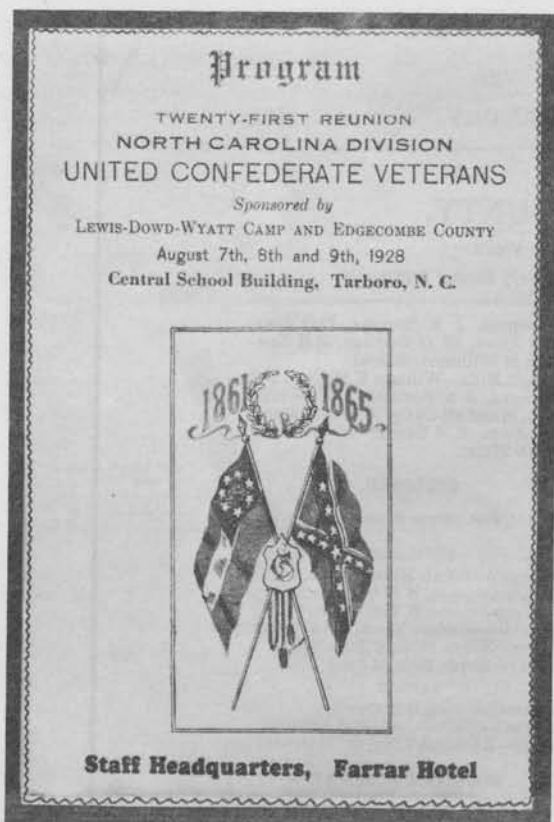 Program
TWENTY-FIRST REUNION
NORTH CAROLINA DIVISION
UNITED CONFEDERATE VETERANS
Sponsored by
LEWIS-DOWD-WYATT CAMP AND EDGECOMBE COUNTY
August 7th, 8th and 9th, 1928
Central School Building, Tarboro, N. C.
1861 1865
Staff Headquarters, Farrar Hotel